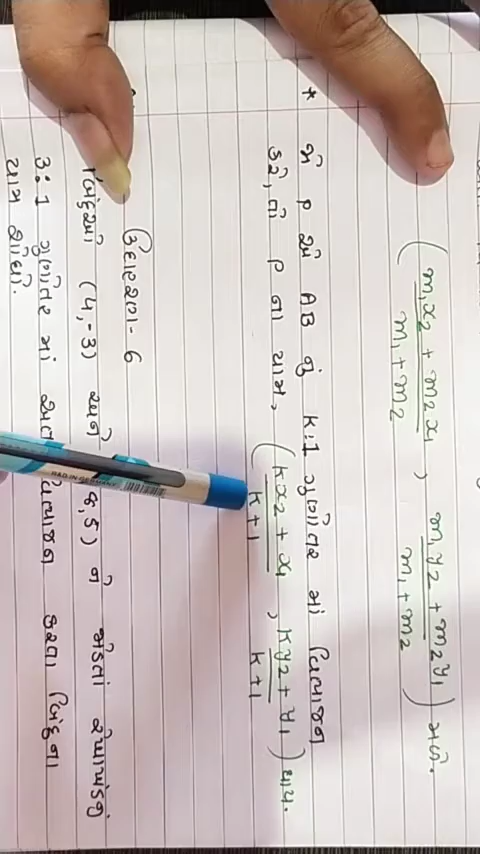 ( m₁x₂ + m₂x₁ / m₁ + m₂ , m₁y₂ + m₂y₁ / m₁ + m₂ ) મળે.
* જો P એ AB નું K:1 ગુણોત્તર માં વિભાજન
કરે, તો P ના યામ, ( Kx₂ + x₁ / K+1 , Ky₂ + y₁ / K+1 ) થાય.
ઉદાહરણ - 6
બિંદુઓ (4,-3) અને 8,5) ને જોડતાં રેખાખંડનું
3:1 ગુણોત્તર માં વિભાજન કરતા બિંદુના
યામ શોધો.